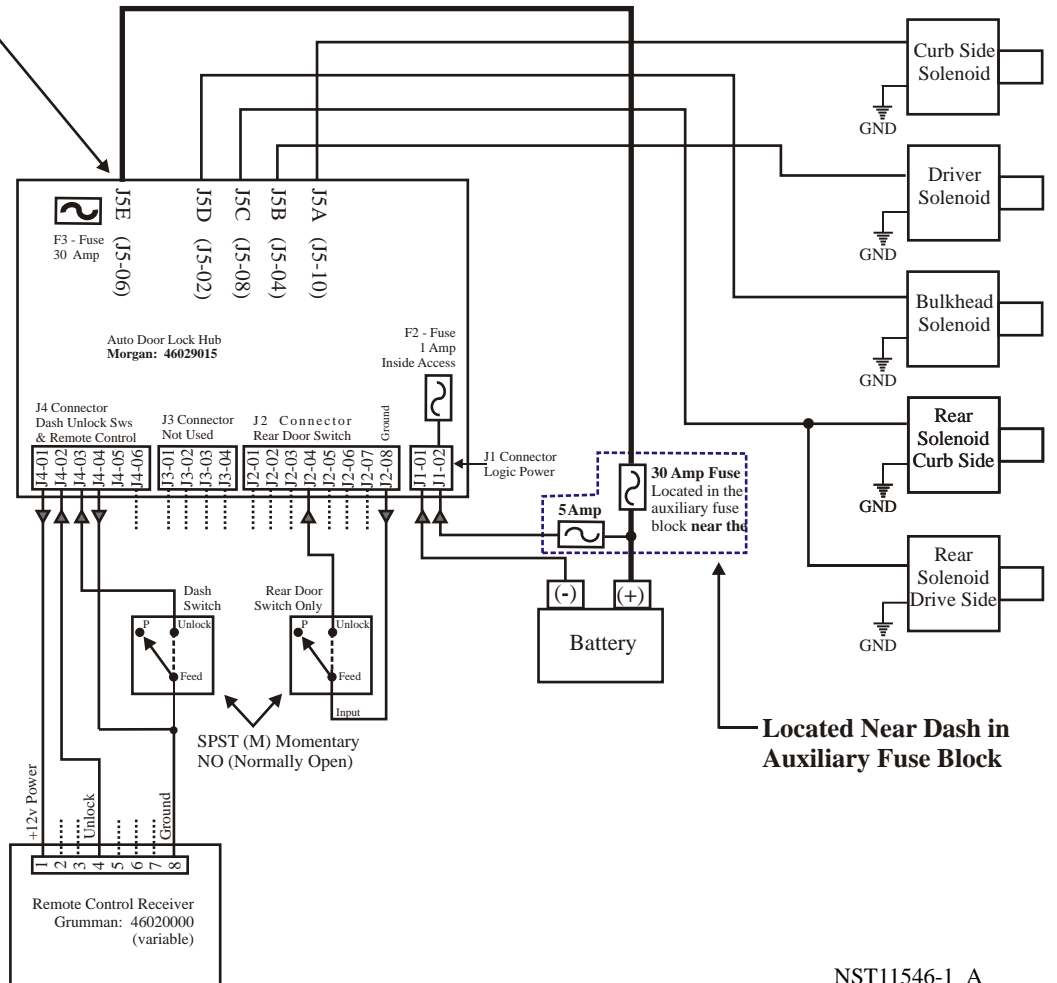 Curb Side
Solenoid
GND
Driver
Solenoid
GND
Bulkhead
Solenoid
GND
Rear
Solenoid
Curb Side
GND
Rear
Solenoid
Drive Side
GND
J5E (J5-06)
J5D (J5-02)
J5C (J5-08)
J5B (J5-04)
J5A (J5-10)
F3 - Fuse
30 Amp
Auto Door Lock Hub
Morgan: 46029015
F2 - Fuse
1 Amp
Inside Access
J4 Connector
Dash Unlock Sws
& Remote Control
J3 Connector
Not Used
J2 Connector
Rear Door Switch
Ground
J1 Connector
Logic Power
J4-01
J4-02
J4-03
J4-04
J4-05
J4-06
J3-01
J3-02
J3-03
J3-04
J2-01
J2-02
J2-03
J2-04
J2-05
J2-06
J2-07
J2-08
J1-01
J1-02
30 Amp Fuse
Located in the
auxiliary fuse
block near the
5 Amp
(-)
(+)
Battery
Dash
Switch
P
Unlock
Feed
Rear Door
Switch Only
P
Unlock
Feed
Input
SPST (M) Momentary
NO (Normally Open)
Located Near Dash in
Auxiliary Fuse Block
+12v Power
Unlock
Ground
1
2
3
4
5
6
7
8
Remote Control Receiver
Grumman: 46020000
(variable)
NST11546-1 A